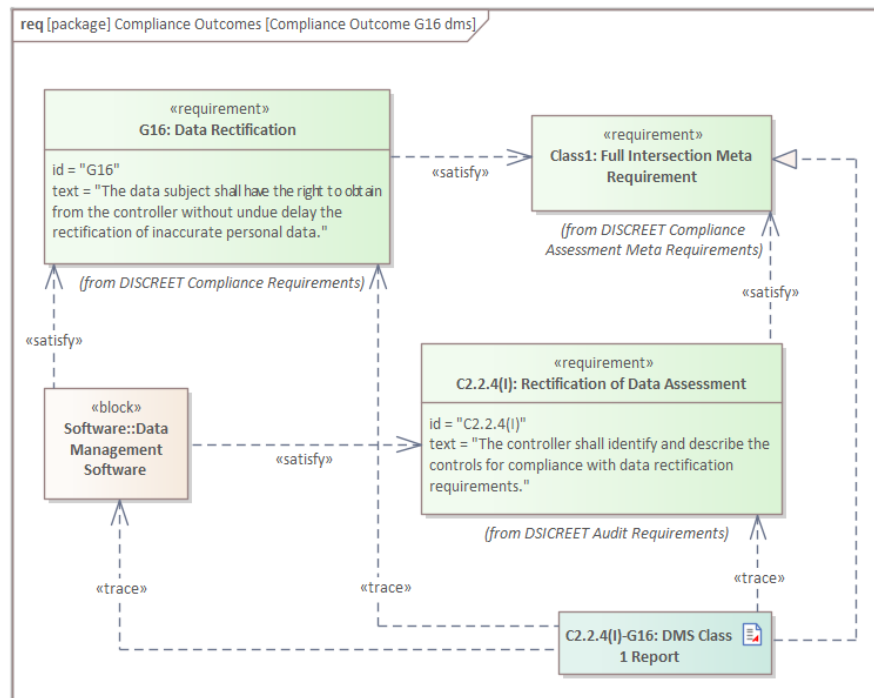 req [package] Compliance Outcomes [Compliance Outcome G16 dms]
«requirement»
G16: Data Rectification
id = "G16"
text = "The data subject shall have the right to obtain
from the controller without undue delay the
rectification of inaccurate personal data."
(from DISCREET Compliance Requirements)
«satisfy»
«requirement»
Class1: Full Intersection Meta
Requirement
(from DISCREET Compliance
Assessment Meta Requirements)
«satisfy»
«satisfy»
«requirement»
C2.2.4(I): Rectification of Data Assessment
id = "C2.2.4(I)"
text = "The controller shall identify and describe the
controls for compliance with data rectification
requirements."
(from DSICREET Audit Requirements)
«block»
Software::Data
Management
Software
«satisfy»
«trace»
«trace»
«trace»
C2.2.4(I)-G16: DMS Class
1 Report